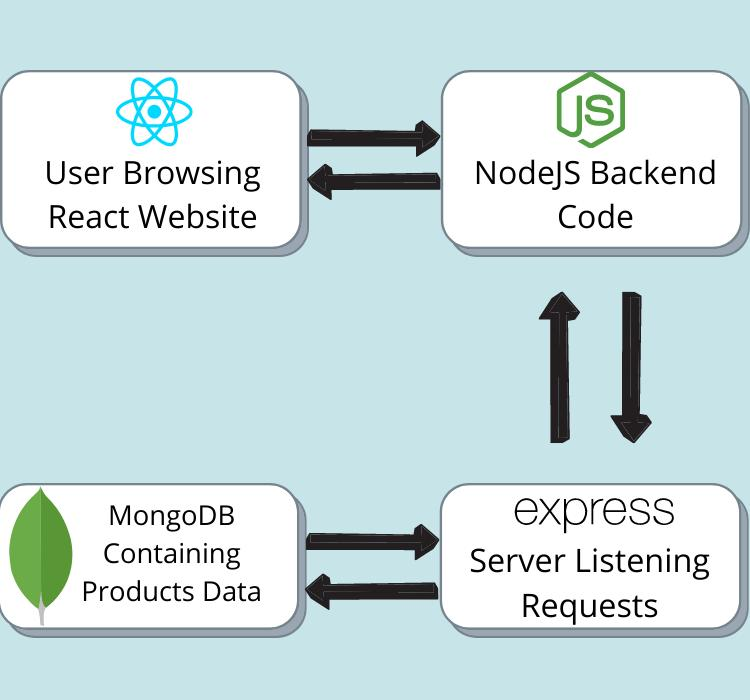 User Browsing
React Website
JS
NodeJS Backend
Code
MongoDB
Containing
Products Data
express
Server Listening
Requests